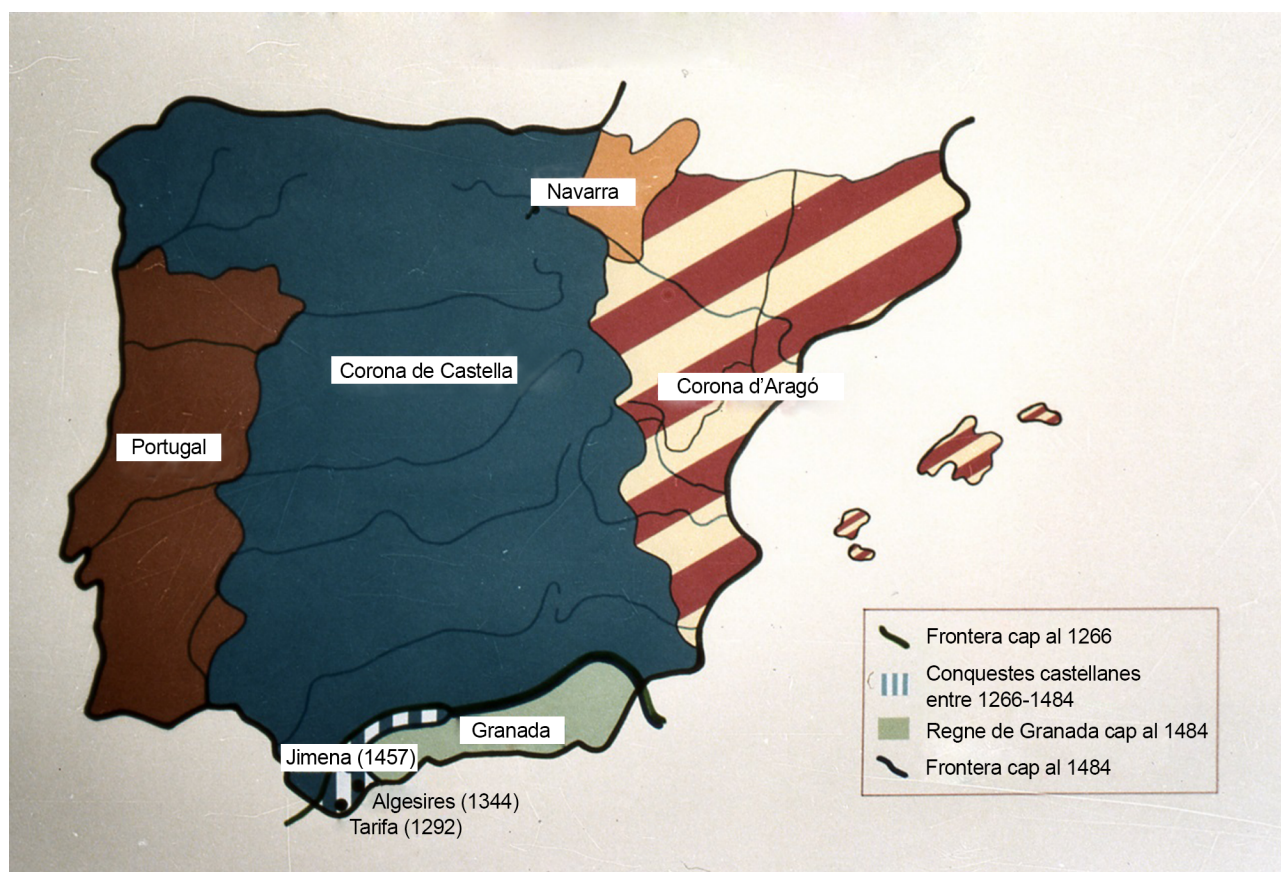 Navarra
Corona de Castella
Corona d'Aragó
Portugal
Granada
Jimena (1457)
Algesires (1344)
Tarifa (1292)
Frontera cap al 1266
Conquestes castellanes
entre 1266-1484
Regne de Granada cap al 1484
Frontera cap al 1484